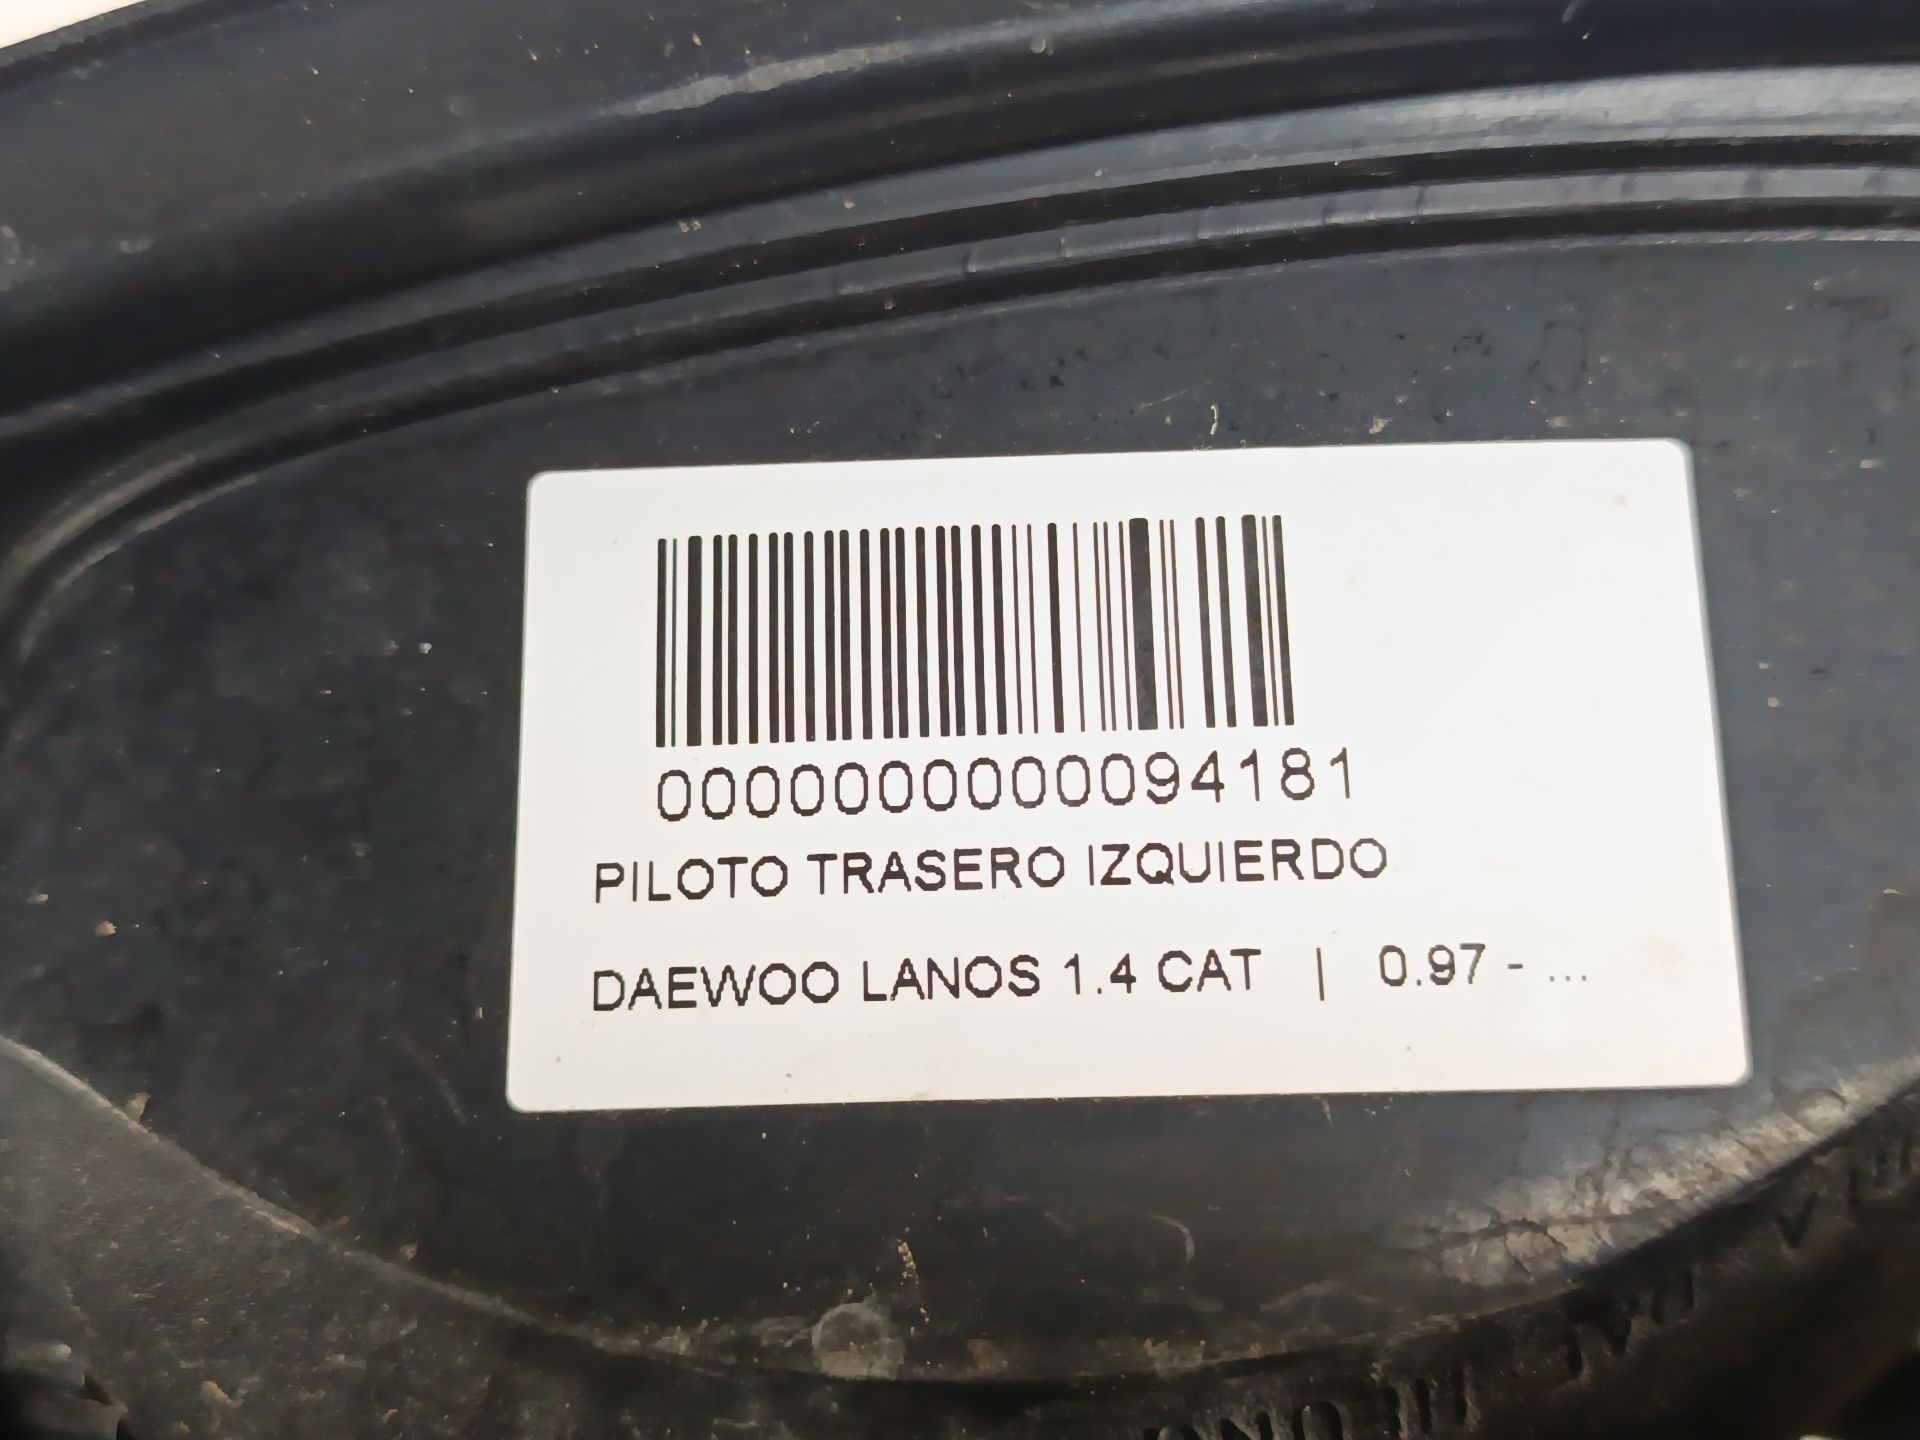 0000000000094181
PILOTO TRASERO IZQUIERDO
DAEWOO LANOS 1.4 CAT | 0.97 - ...